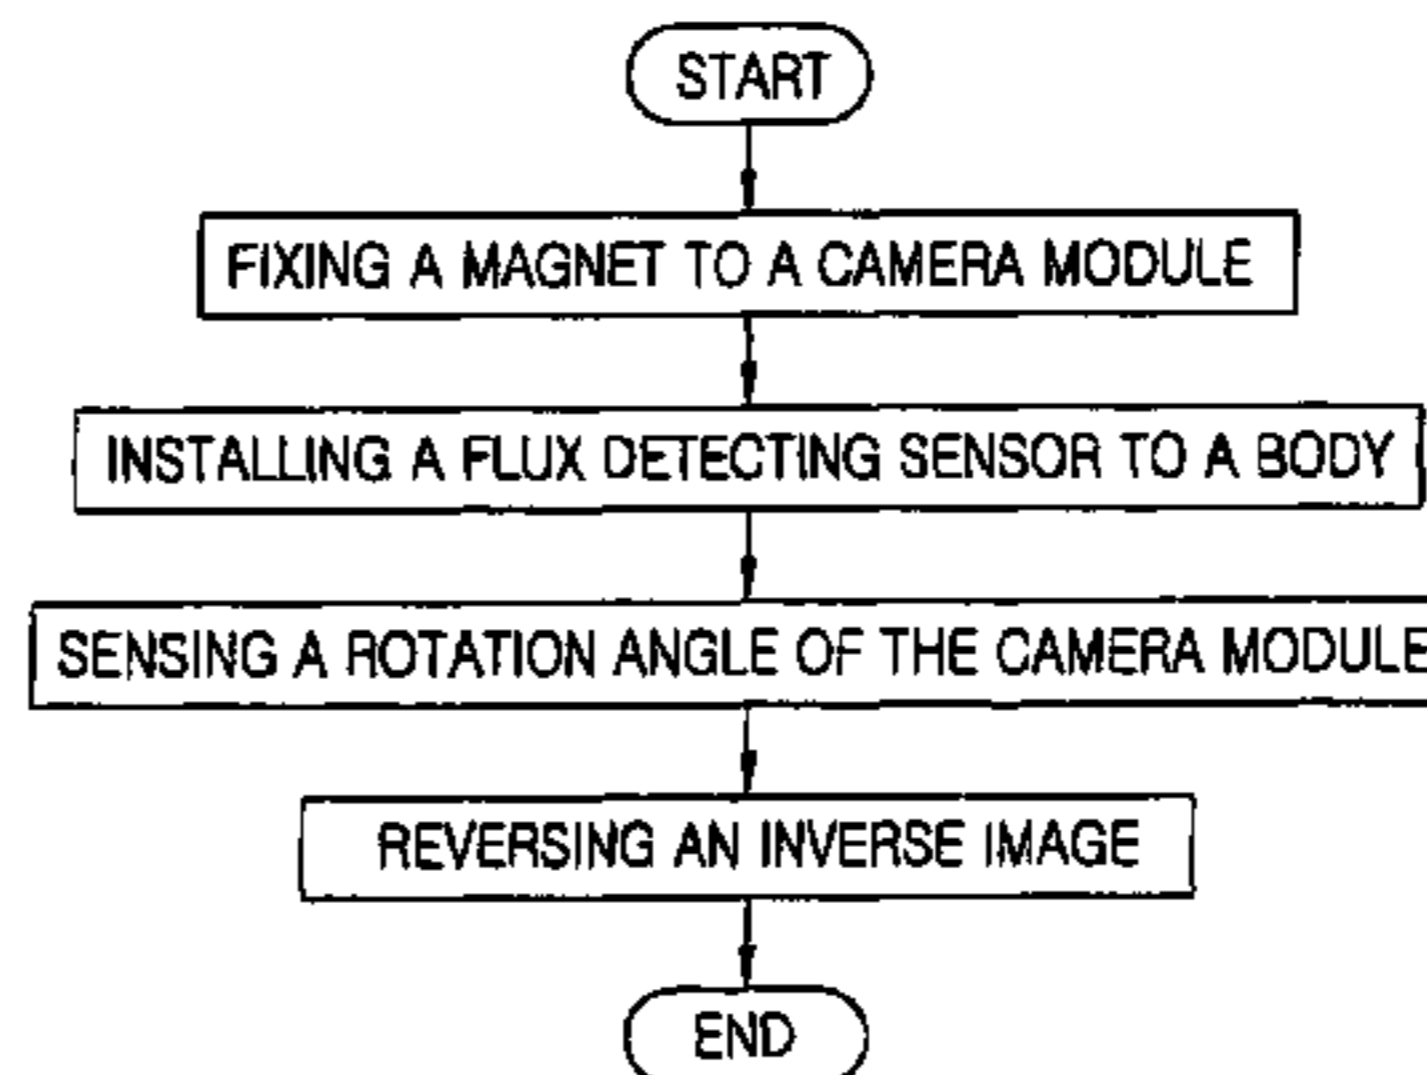 START
FIXING A MAGNET TO A CAMERA MODULE
INSTALLING A FLUX DETECTING SENSOR TO A BODY
SENSING A ROTATION ANGLE OF THE CAMERA MODULE
REVERSING AN INVERSE IMAGE
END